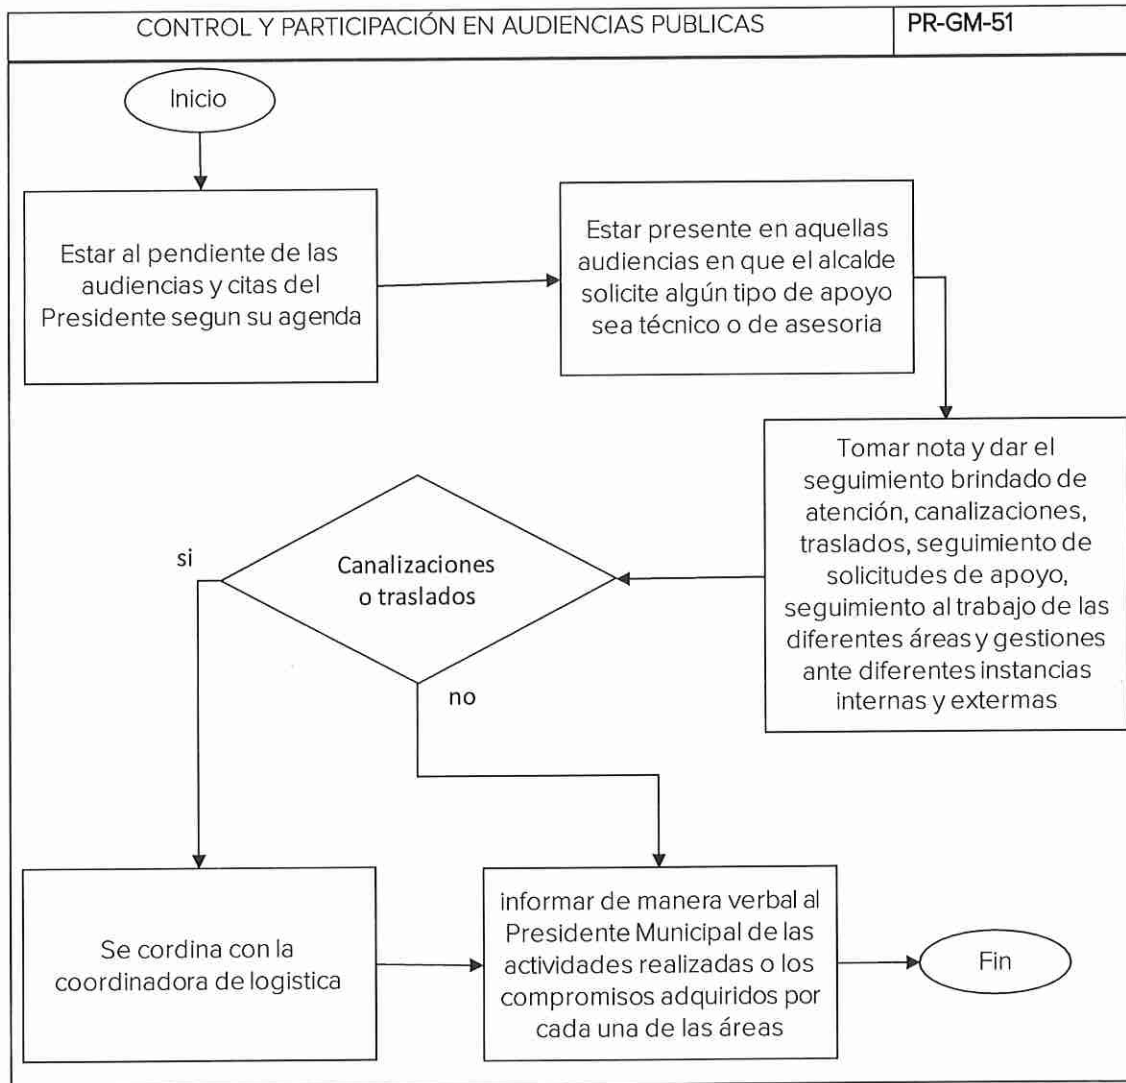 CONTROL Y PARTICIPACIÓN EN AUDIENCIAS PUBLICAS
PR-GM-51
Inicio
Estar al pendiente de las
audiencias y citas del
Presidente segun su agenda
Estar presente en aquellas
audiencias en que el alcalde
solicite algún tipo de apoyo
sea técnico o de asesoria
Tomar nota y dar el
seguimiento brindado de
atención, canalizaciones,
traslados, seguimiento de
solicitudes de apoyo,
seguimiento al trabajo de las
diferentes áreas y gestiones
ante diferentes instancias
internas y extermas
Canalizaciones
o traslados
si
no
Se cordina con la
coordinadora de logistica
informar de manera verbal al
Presidente Municipal de las
actividades realizadas o los
compromisos adquiridos por
cada una de las áreas
Fin